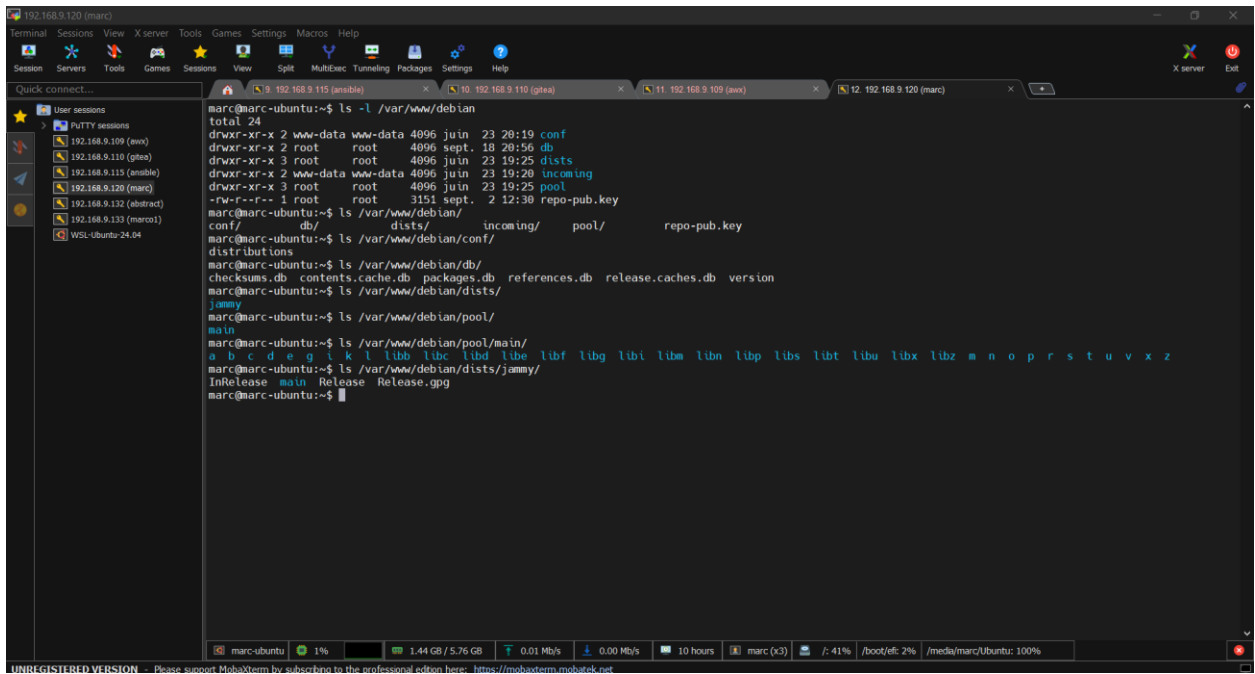 192.168.9.120 (marc)
Terminal Sessions View X server Tools Games Settings Macros Help
Session Servers Tools Games Sessions View Split MultiExec Tunneling Packages Settings Help X server Exit
Quick connect... 9. 192.168.9.115 (ansible) 10. 192.168.9.110 (gitea) 11. 192.168.9.109 (awx) 12. 192.168.9.120 (marc)
User sessions
PuTTY sessions
192.168.9.109 (awx)
192.168.9.110 (gitea)
192.168.9.115 (ansible)
192.168.9.120 (marc)
192.168.9.132 (abstract)
192.168.9.133 (marco1)
WSL-Ubuntu-24.04
marc@marc-ubuntu:~$ ls -l /var/www/debian
total 24
drwxr-xr-x 2 www-data www-data 4096 juin  23 20:19 conf
drwxr-xr-x 2 root     root     4096 sept. 18 20:56 db
drwxr-xr-x 3 root     root     4096 juin  23 19:25 dists
drwxr-xr-x 2 www-data www-data 4096 juin  23 19:20 incoming
drwxr-xr-x 3 root     root     4096 juin  23 19:25 pool
-rw-r--r-- 1 root     root     3151 sept.  2 12:30 repo-pub.key
marc@marc-ubuntu:~$ ls /var/www/debian/
conf/ db/ dists/ incoming/ pool/ repo-pub.key
marc@marc-ubuntu:~$ ls /var/www/debian/conf/
distributions
marc@marc-ubuntu:~$ ls /var/www/debian/db/
checksums.db contents.cache.db packages.db references.db release.caches.db version
marc@marc-ubuntu:~$ ls /var/www/debian/dists/
jammy
marc@marc-ubuntu:~$ ls /var/www/debian/pool/
main
marc@marc-ubuntu:~$ ls /var/www/debian/pool/main/
a b c d e g i k l libb libc libd libe libf libg libi libm libn libp libs libt libu libx libz m n o p r s t u v x z
marc@marc-ubuntu:~$ ls /var/www/debian/dists/jammy/
InRelease main Release Release.gpg
marc@marc-ubuntu:~$
marc-ubuntu 1% 1.44 GB / 5.76 GB 0.01 Mb/s 0.00 Mb/s 10 hours marc (x3) /: 41% /boot/efi: 2% /media/marc/Ubuntu: 100%
UNREGISTERED VERSION - Please support MobaXterm by subscribing to the professional edition here: https://mobaxterm.mobatek.net